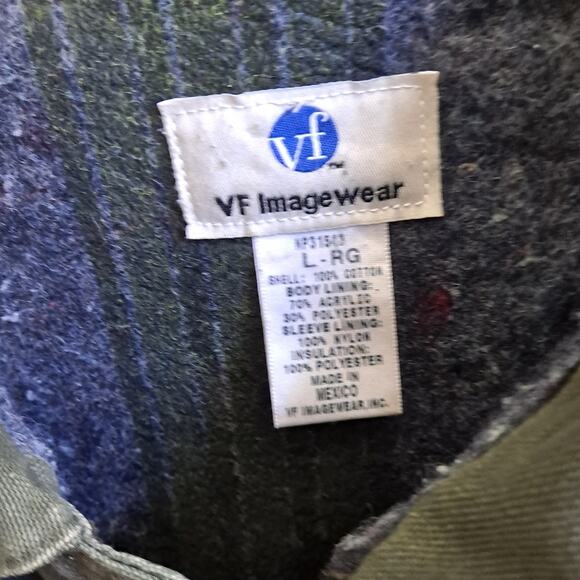 vf
TM
VF Imagewear
L-RG
SHELL: 100% COTTON
BODY LINING:
70% ACRYLIC
30% POLYESTER
SLEEVE LINING:
100% NYLON
INSULATION:
100% POLYESTER
MADE IN
MEXICO
VF IMAGEWEAR, INC.